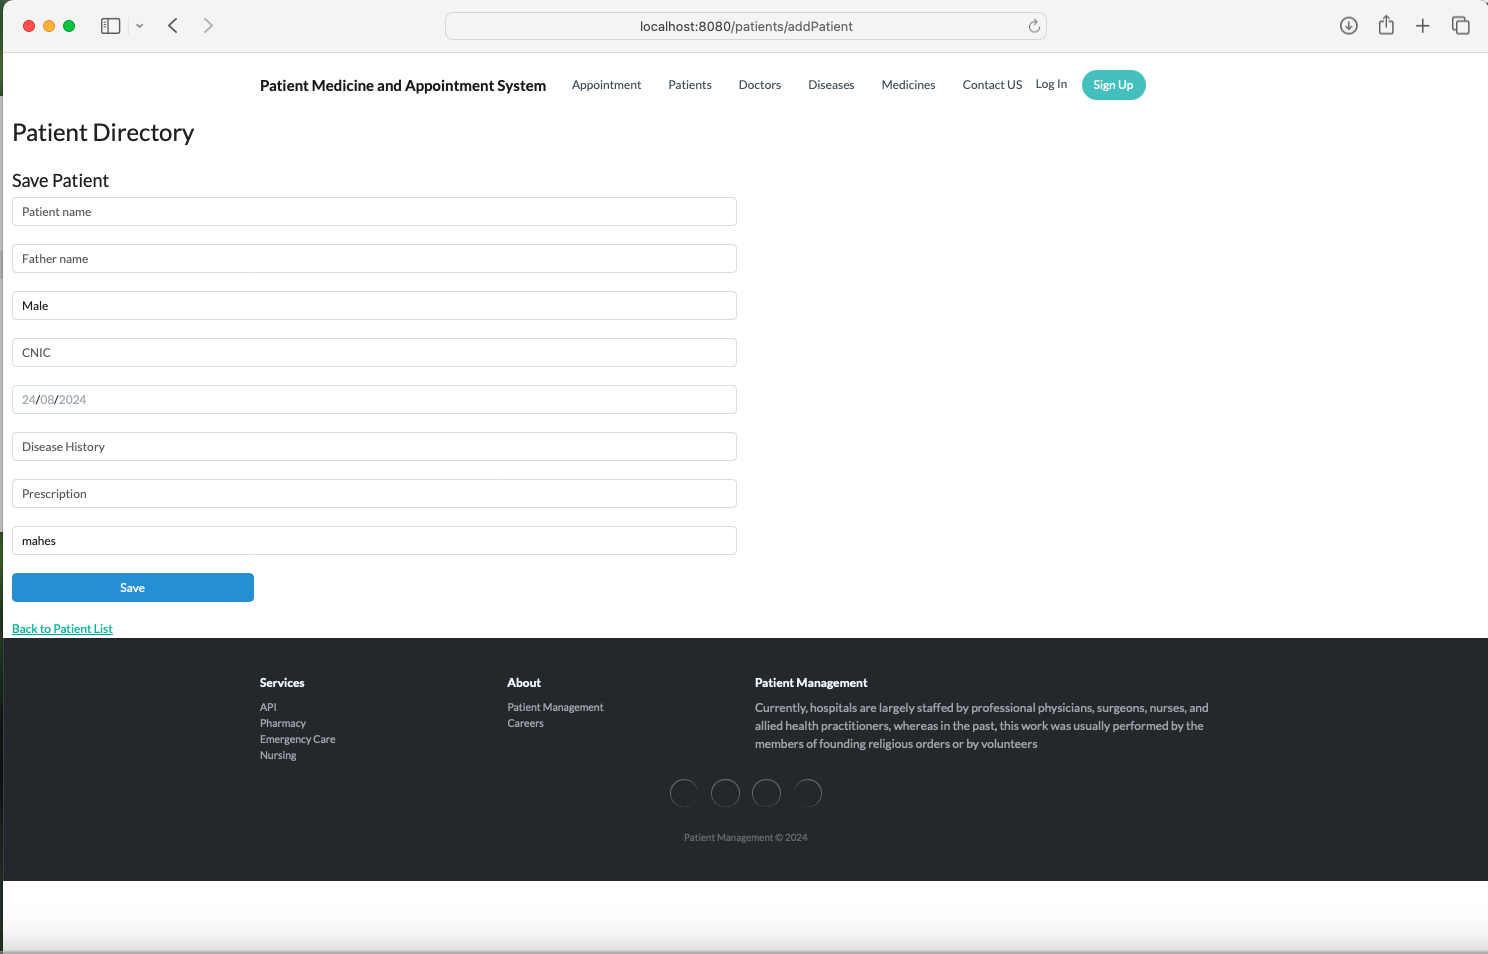 localhost:8080/patients/addPatient
Patient Medicine and Appointment System Appointment Patients Doctors Diseases Medicines Contact US Log In Sign Up
Patient Directory
Save Patient
Patient name
Father name
Male
CNIC
24/08/2024
Disease History
Prescription
mahes
Save
Back to Patient List
Services
API
Pharmacy
Emergency Care
Nursing
About
Patient Management
Careers
Patient Management
Currently, hospitals are largely staffed by professional physicians, surgeons, nurses, and
allied health practitioners, whereas in the past, this work was usually performed by the
members of founding religious orders or by volunteers
Patient Management © 2024